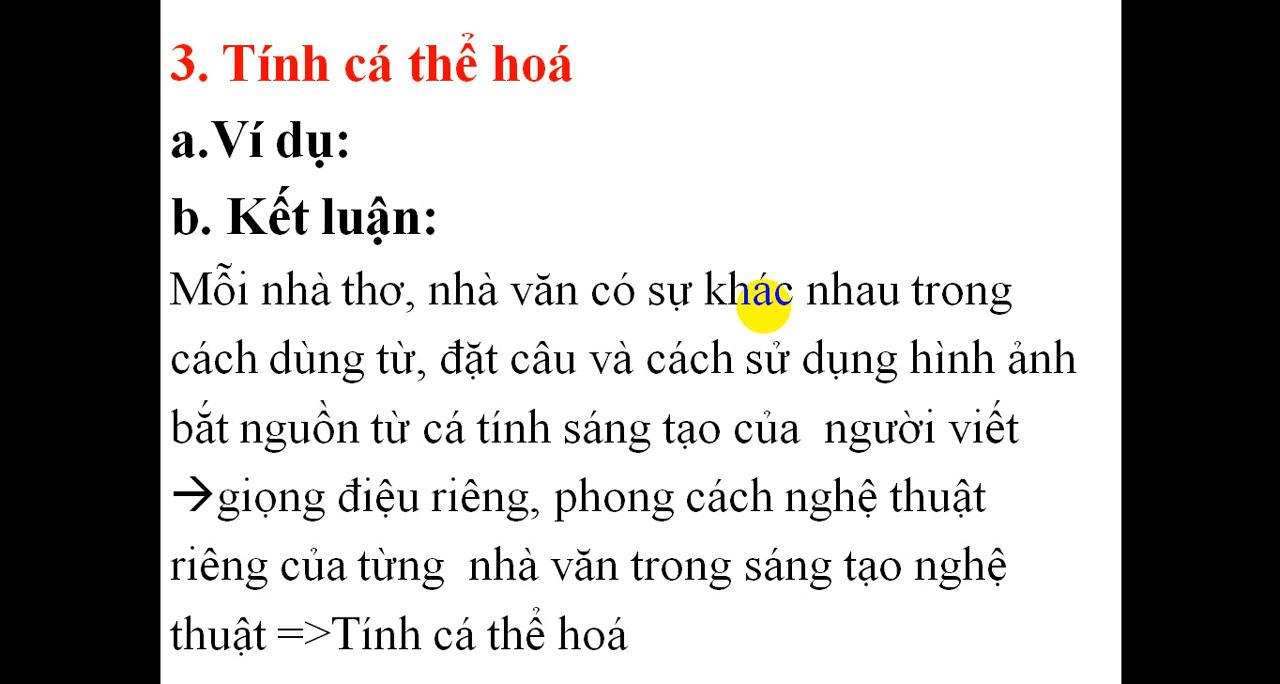 3. Tính cá thể hoá
a.Ví dụ:
b. Kết luận:
Mỗi nhà thơ, nhà văn có sự khác nhau trong
cách dùng từ, đặt câu và cách sử dụng hình ảnh
bắt nguồn từ cá tính sáng tạo của người viết
→giọng điệu riêng, phong cách nghệ thuật
riêng của từng nhà văn trong sáng tạo nghệ
thuật =>Tính cá thể hoá